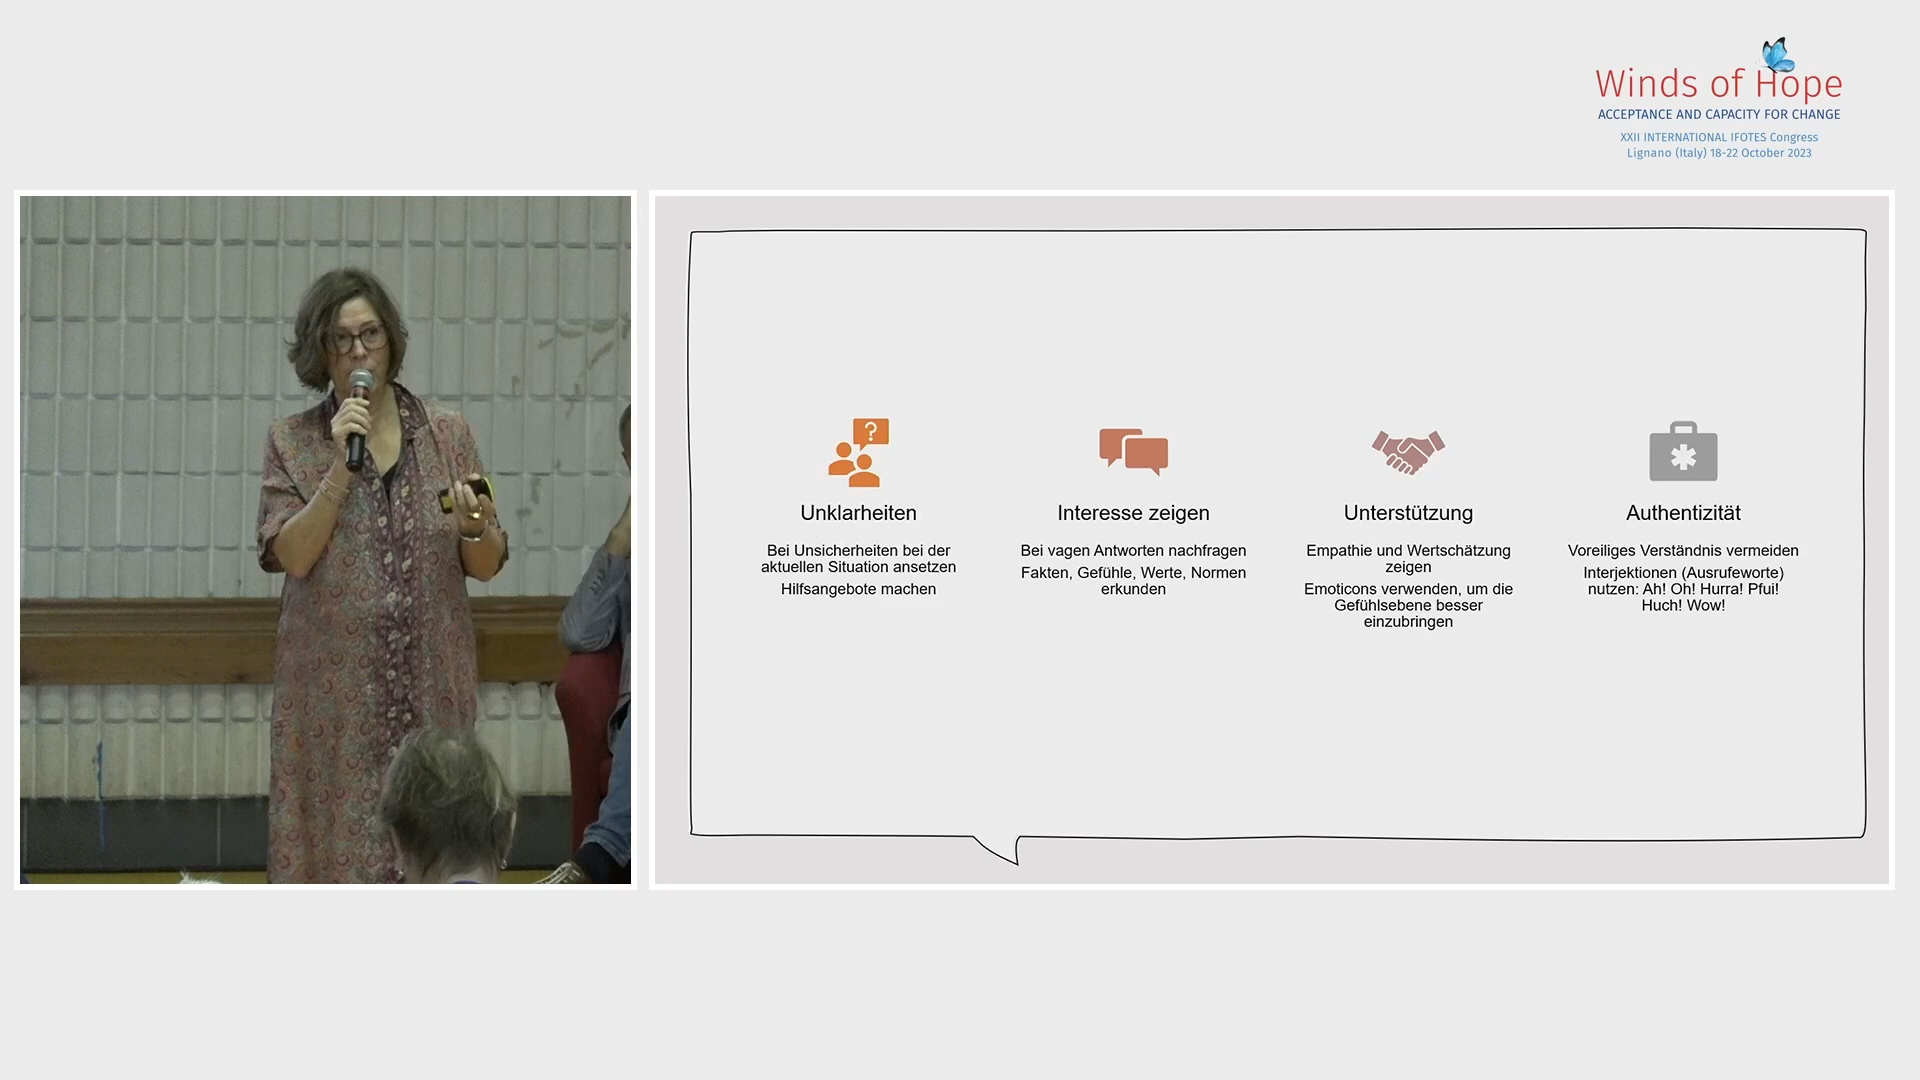 Winds of Hope
ACCEPTANCE AND CAPACITY FOR CHANGE
XXII INTERNATIONAL IFOTES Congress
Lignano (Italy) 18-22 October 2023
?
Unklarheiten
Bei Unsicherheiten bei der
aktuellen Situation ansetzen
Hilfsangebote machen
Interesse zeigen
Bei vagen Antworten nachfragen
Fakten, Gefühle, Werte, Normen
erkunden
Unterstützung
Empathie und Wertschätzung
zeigen
Emoticons verwenden, um die
Gefühlsebene besser
einzubringen
Authentizität
Voreiliges Verständnis vermeiden
Interjektionen (Ausrufeworte)
nutzen: Ah! Oh! Hurra! Pfui!
Huch! Wow!